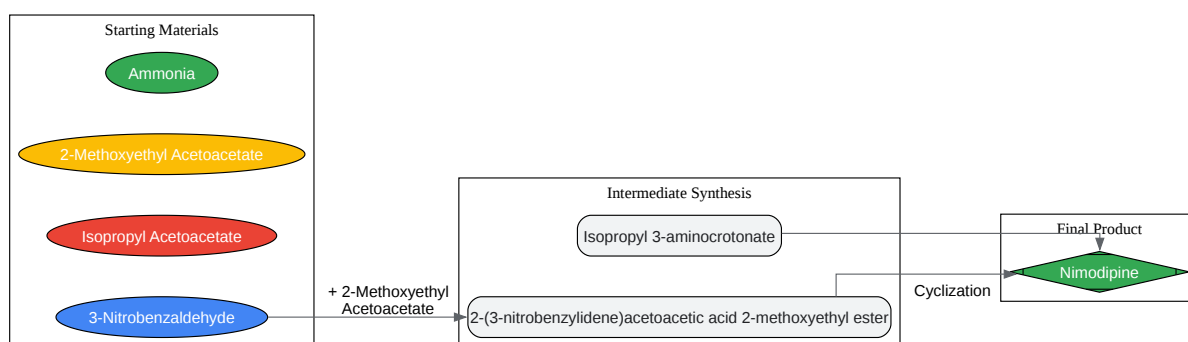 Starting Materials
Ammonia
2-Methoxyethyl Acetoacetate
Isopropyl Acetoacetate
3-Nitrobenzaldehyde
+ 2-Methoxyethyl
Acetoacetate
Intermediate Synthesis
Isopropyl 3-aminocrotonate
2-(3-nitrobenzylidene)acetoacetic acid 2-methoxyethyl ester
Cyclization
Final Product
Nimodipine